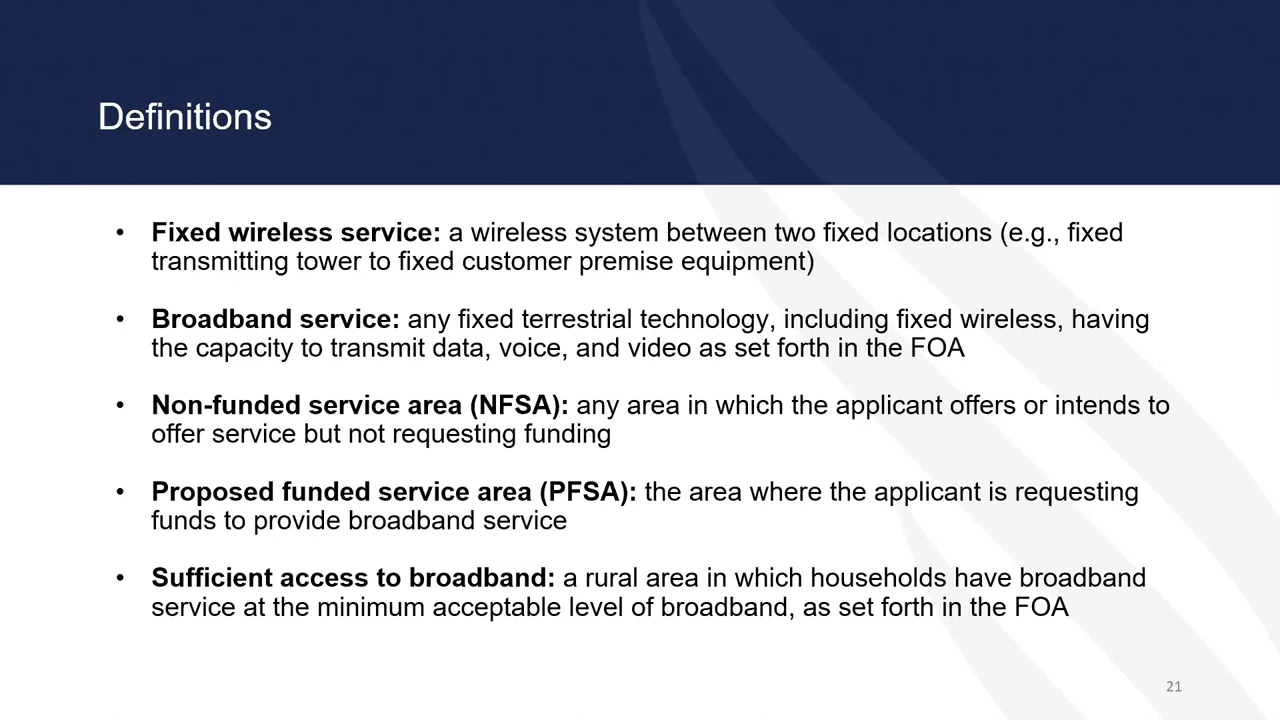 Definitions
• Fixed wireless service: a wireless system between two fixed locations (e.g., fixed
transmitting tower to fixed customer premise equipment)
• Broadband service: any fixed terrestrial technology, including fixed wireless, having
the capacity to transmit data, voice, and video as set forth in the FOA
• Non-funded service area (NFSA): any area in which the applicant offers or intends to
offer service but not requesting funding
• Proposed funded service area (PFSA): the area where the applicant is requesting
funds to provide broadband service
• Sufficient access to broadband: a rural area in which households have broadband
service at the minimum acceptable level of broadband, as set forth in the FOA
21